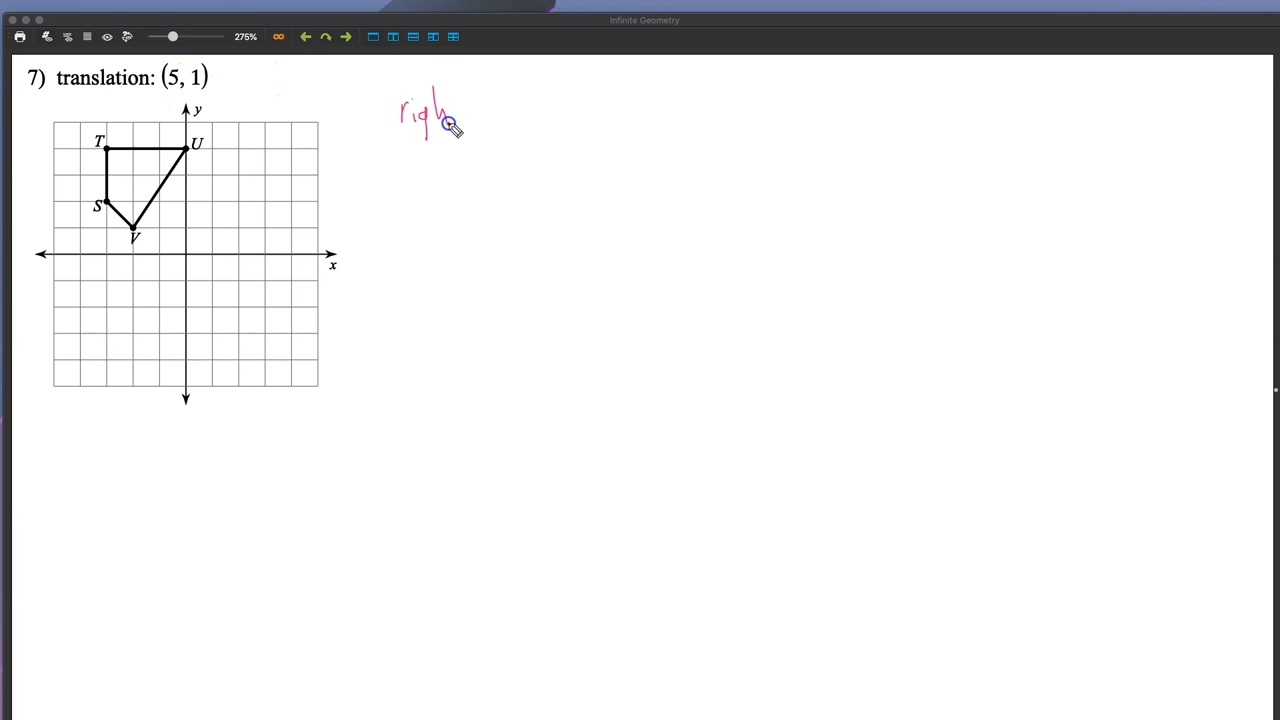 Infinite Geometry
275%
7) translation: (5, 1)
righ
y
T
U
S
V
x